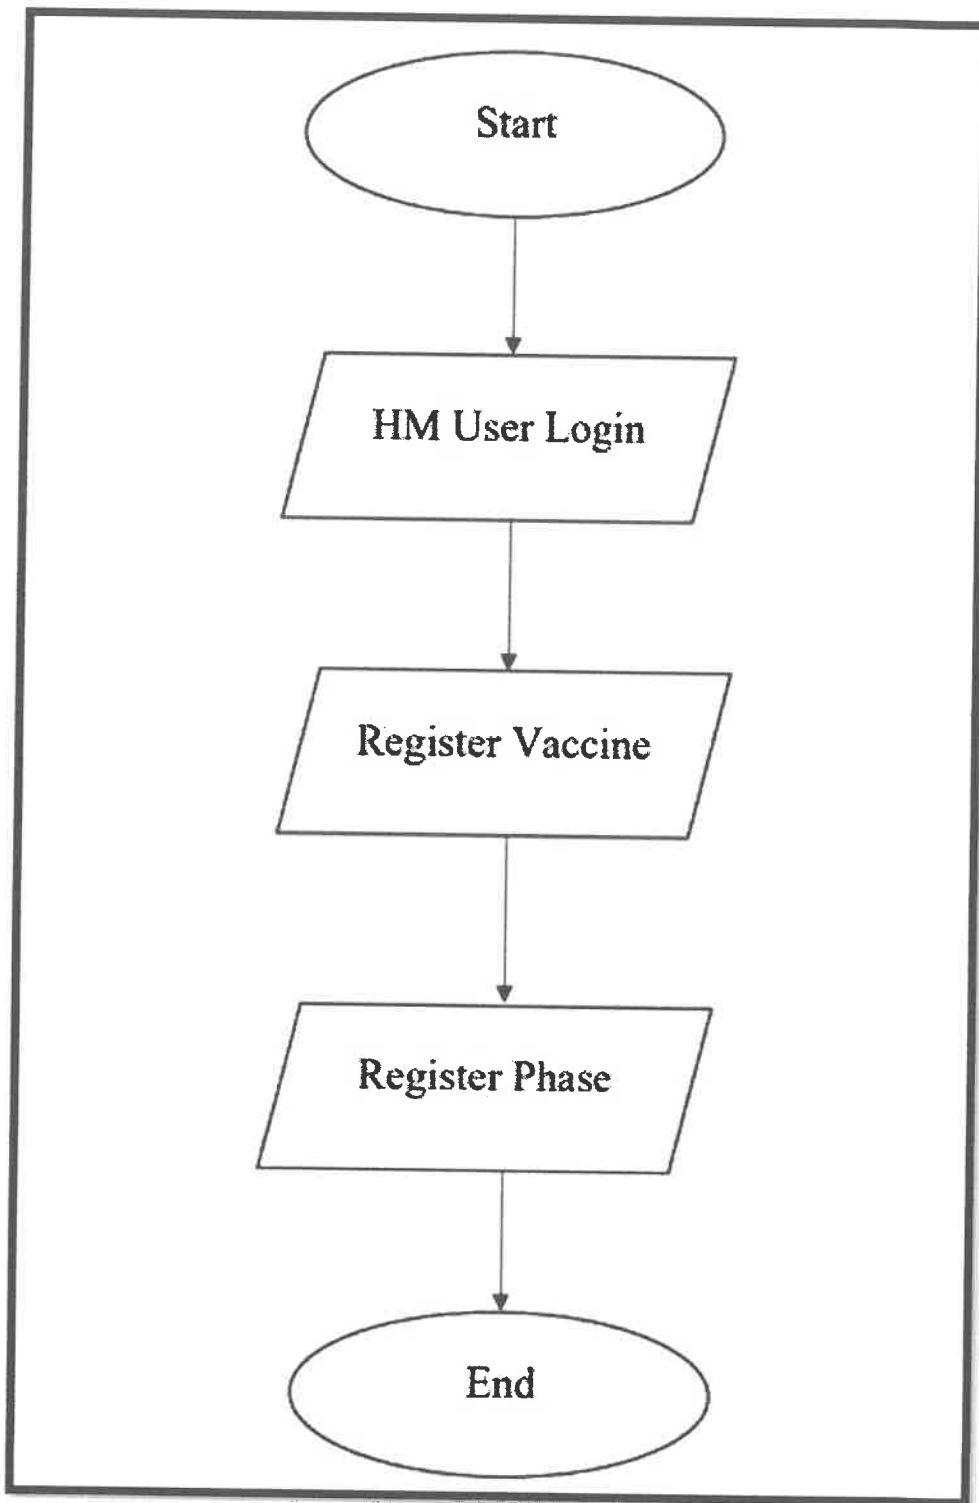 Start
HM User Login
Register Vaccine
Register Phase
End